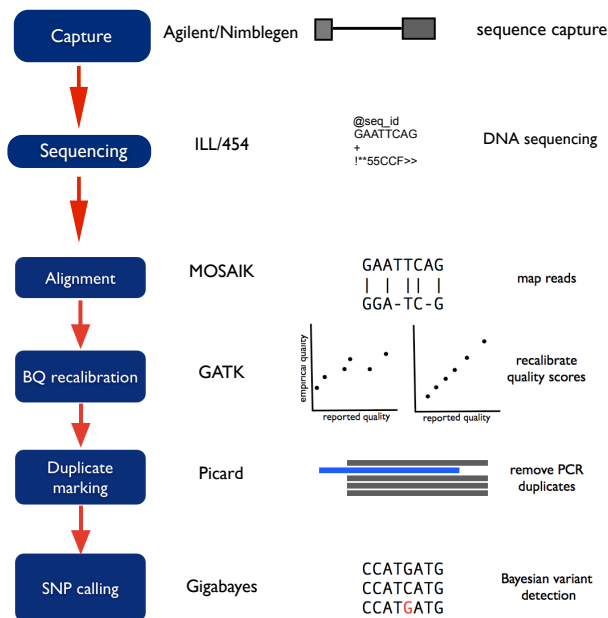 Capture
Agilent/Nimblegen
sequence capture
Sequencing
ILL/454
@seq_id
GAATTCAG
+
!**55CCF>>
DNA sequencing
Alignment
MOSAIK
GAATTCAG
| | || |
GGA-TC-G
map reads
BQ recalibration
GATK
empirical quality
reported quality
reported quality
recalibrate
quality scores
Duplicate
marking
Picard
remove PCR
duplicates
SNP calling
Gigabayes
CCATGATG
CCATCATG
CCATGATG
Bayesian variant
detection